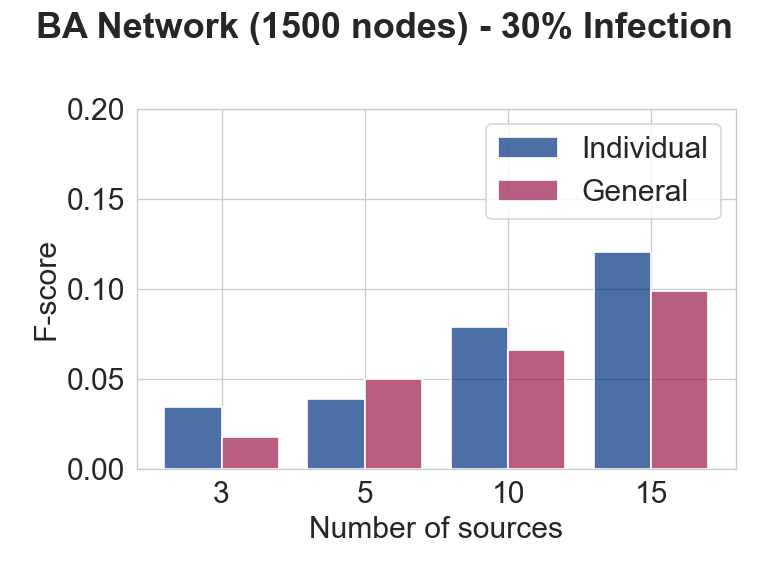 BA Network (1500 nodes) - 30% Infection
0.20
0.15
0.10
0.05
0.00
F-score
Individual
General
3 5 10 15
Number of sources